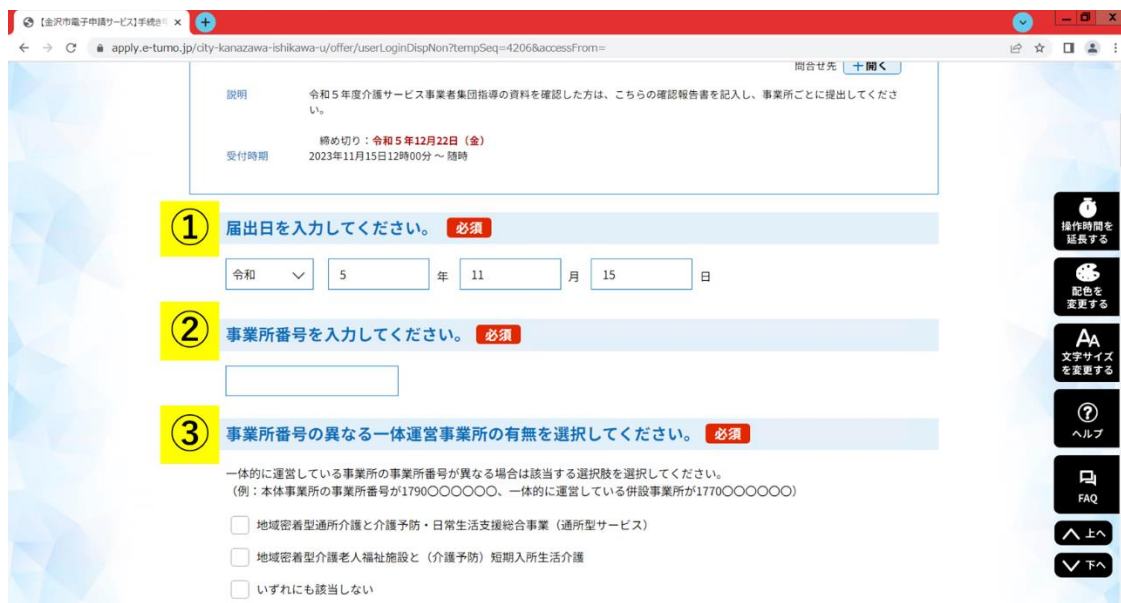 【金沢市電子申請サービス】手続き
apply.e-tumo.jp/city-kanazawa-ishikawa-u/offer/userLoginDispNon?tempSeq=4206&accessFrom=
問合せ先 +開く
説明 令和5年度介護サービス事業者集団指導の資料を確認した方は、こちらの確認報告書を記入し、事業所ごとに提出してくださ
い。
締め切り:令和5年12月22日(金)
受付時期 2023年11月15日12時00分 ~ 随時
① 届出日を入力してください。 必須
令和 5 年 11 月 15 日
② 事業所番号を入力してください。 必須
③ 事業所番号の異なる一体運営事業所の有無を選択してください。 必須
一体的に運営している事業所の事業所番号が異なる場合は該当する選択肢を選択してください。
(例:本体事業所の事業所番号が1790〇〇〇〇〇〇、一体的に運営している併設事業所が1770〇〇〇〇〇〇)
地域密着型通所介護と介護予防・日常生活支援総合事業(通所型サービス)
地域密着型介護老人福祉施設と(介護予防)短期入所生活介護
いずれにも該当しない
操作時間を
延長する
配色を
変更する
AA
文字サイズ
を変更する
?
ヘルプ
FAQ
上へ
下へ